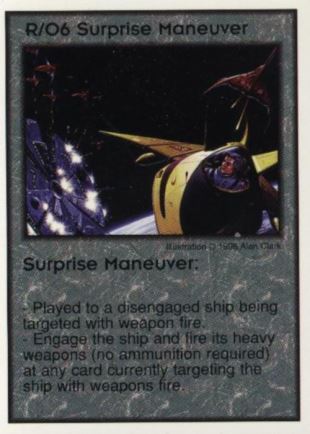 R/06 Surprise Maneuver
Illustration © 1996 Alan Clark
Surprise Maneuver:
- Played to a disengaged ship being
targeted with weapon fire.
- Engage the ship and fire its heavy
weapons (no ammunition required)
at any card currently targeting the
ship with weapons fire.